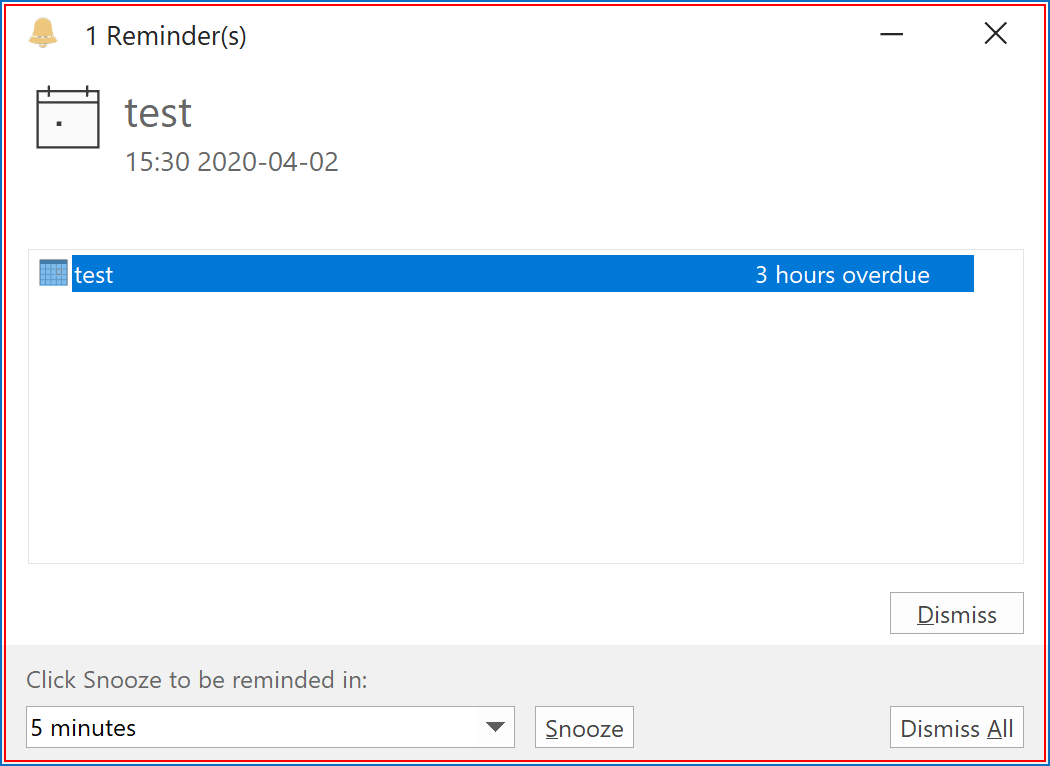 1 Reminder(s)
test
15:30 2020-04-02
test 3 hours overdue
Dismiss
Click Snooze to be reminded in:
5 minutes Snooze Dismiss All